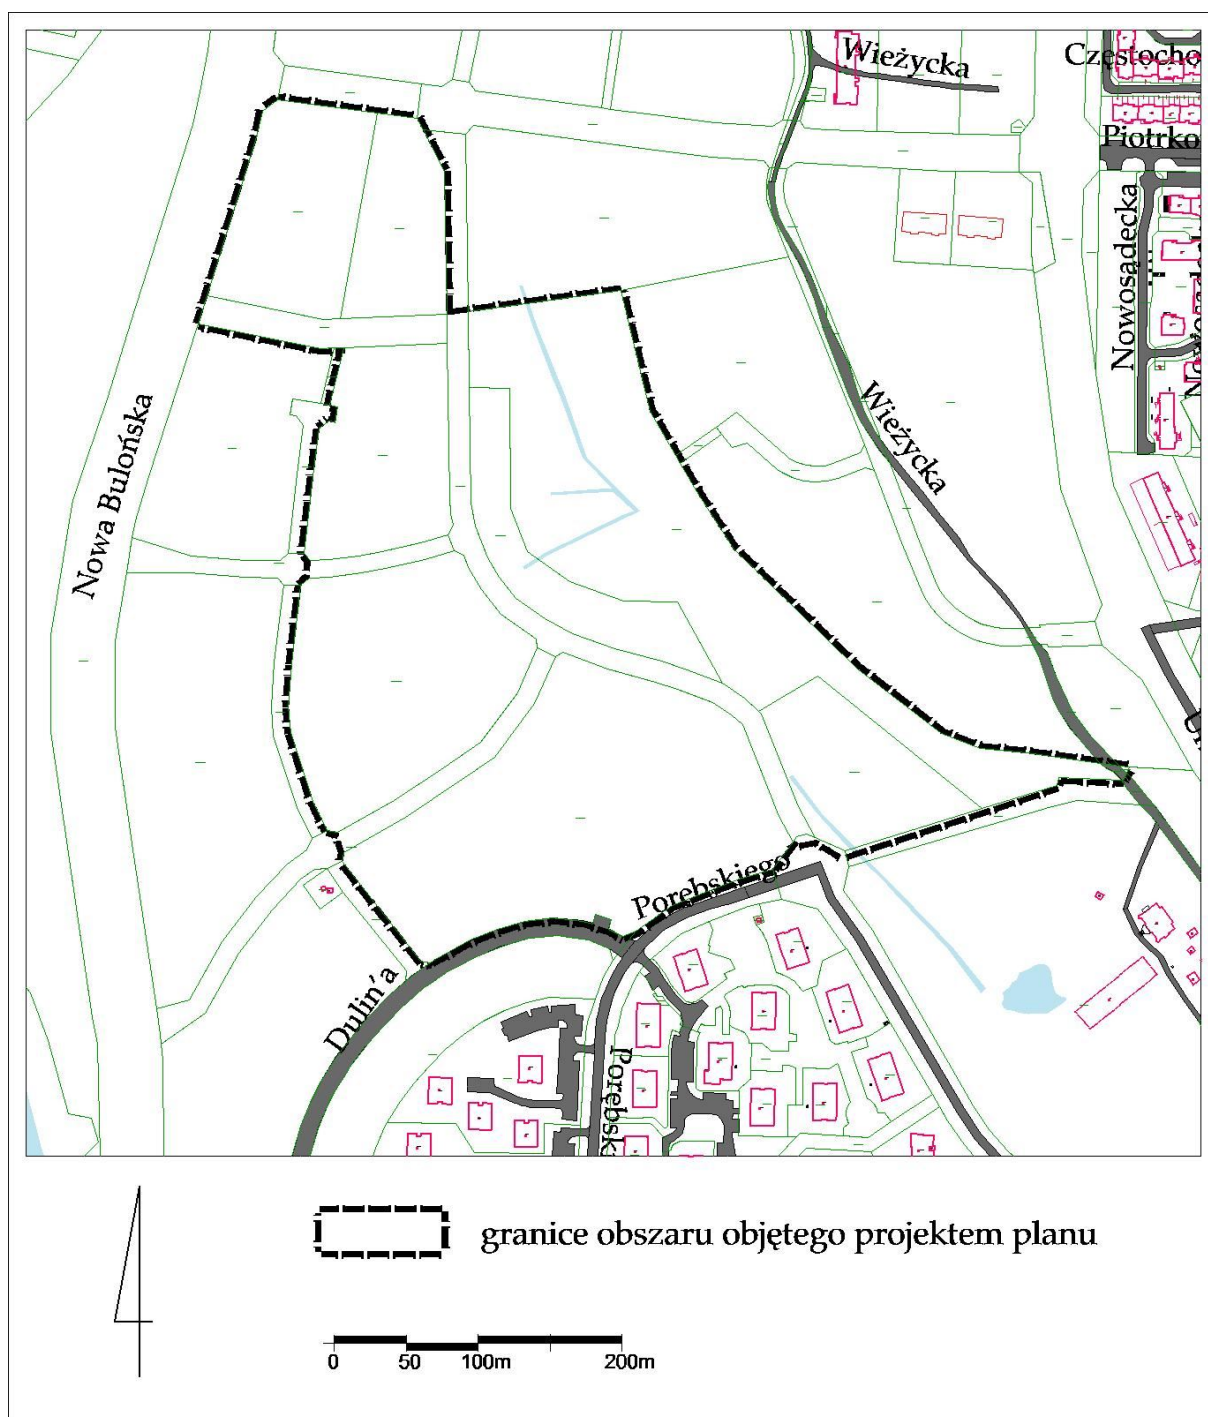 Wieżycka
Częstocho
Piotrko
Nowosądecka
Wieżycka
Nowa Bulońska
Porębskiego
Dulin'a
Porębsk
granice obszaru objętego projektem planu
0 50 100m 200m